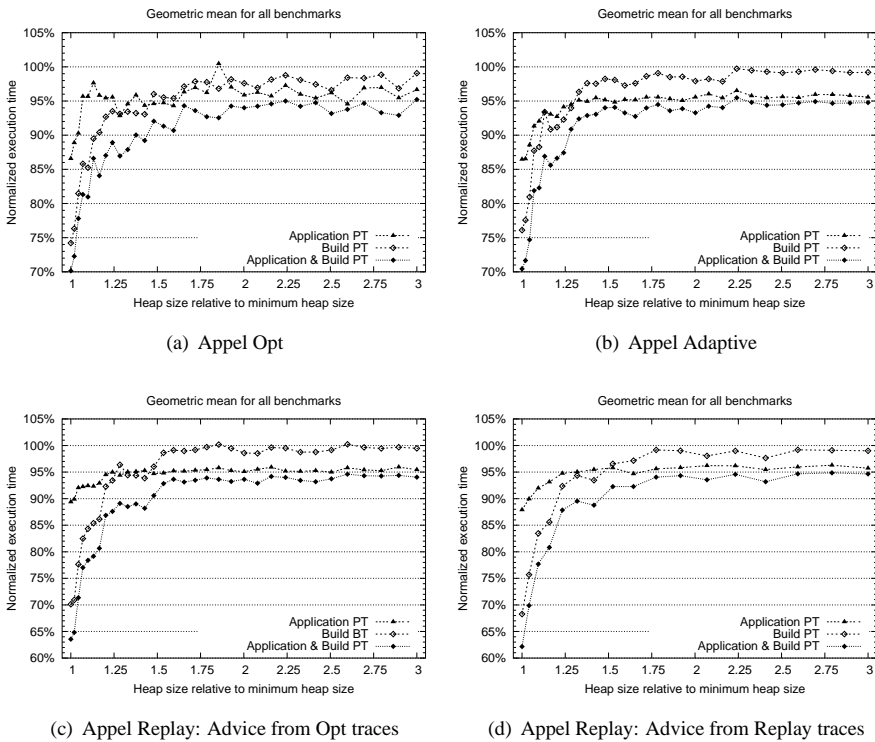 Geometric mean for all benchmarks
Normalized execution time
105%
100%
95%
90%
85%
80%
75%
70%
Application PT
Build PT
Application & Build PT
1 1.25 1.5 1.75 2 2.25 2.5 2.75 3
Heap size relative to minimum heap size
(a) Appel Opt
Geometric mean for all benchmarks
Normalized execution time
105%
100%
95%
90%
85%
80%
75%
70%
Application PT
Build PT
Application & Build PT
1 1.25 1.5 1.75 2 2.25 2.5 2.75 3
Heap size relative to minimum heap size
(b) Appel Adaptive
Geometric mean for all benchmarks
Normalized execution time
105%
100%
95%
90%
85%
80%
75%
70%
65%
60%
Application PT
Build BT
Application & Build PT
1 1.25 1.5 1.75 2 2.25 2.5 2.75 3
Heap size relative to minimum heap size
(c) Appel Replay: Advice from Opt traces
Geometric mean for all benchmarks
Normalized execution time
105%
100%
95%
90%
85%
80%
75%
70%
65%
60%
Application PT
Build PT
Application & Build PT
1 1.25 1.5 1.75 2 2.25 2.5 2.75 3
Heap size relative to minimum heap size
(d) Appel Replay: Advice from Replay traces